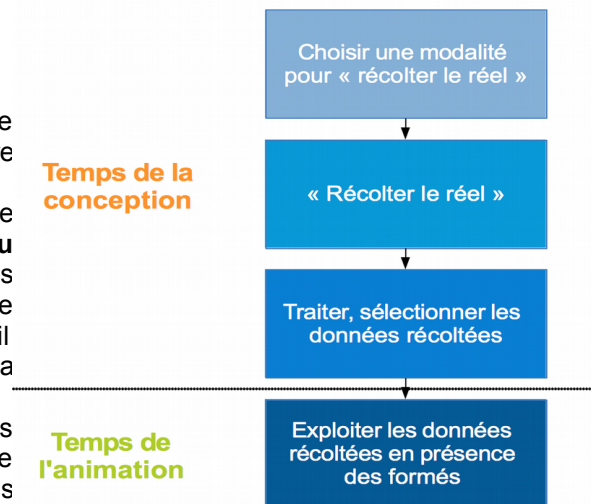 Choisir une modalité
pour « récolter le réel »
Temps de la
conception
« Récolter le réel »
Traiter, sélectionner les
données récoltées
Temps de
l'animation
Exploiter les données
récoltées en présence
des formés